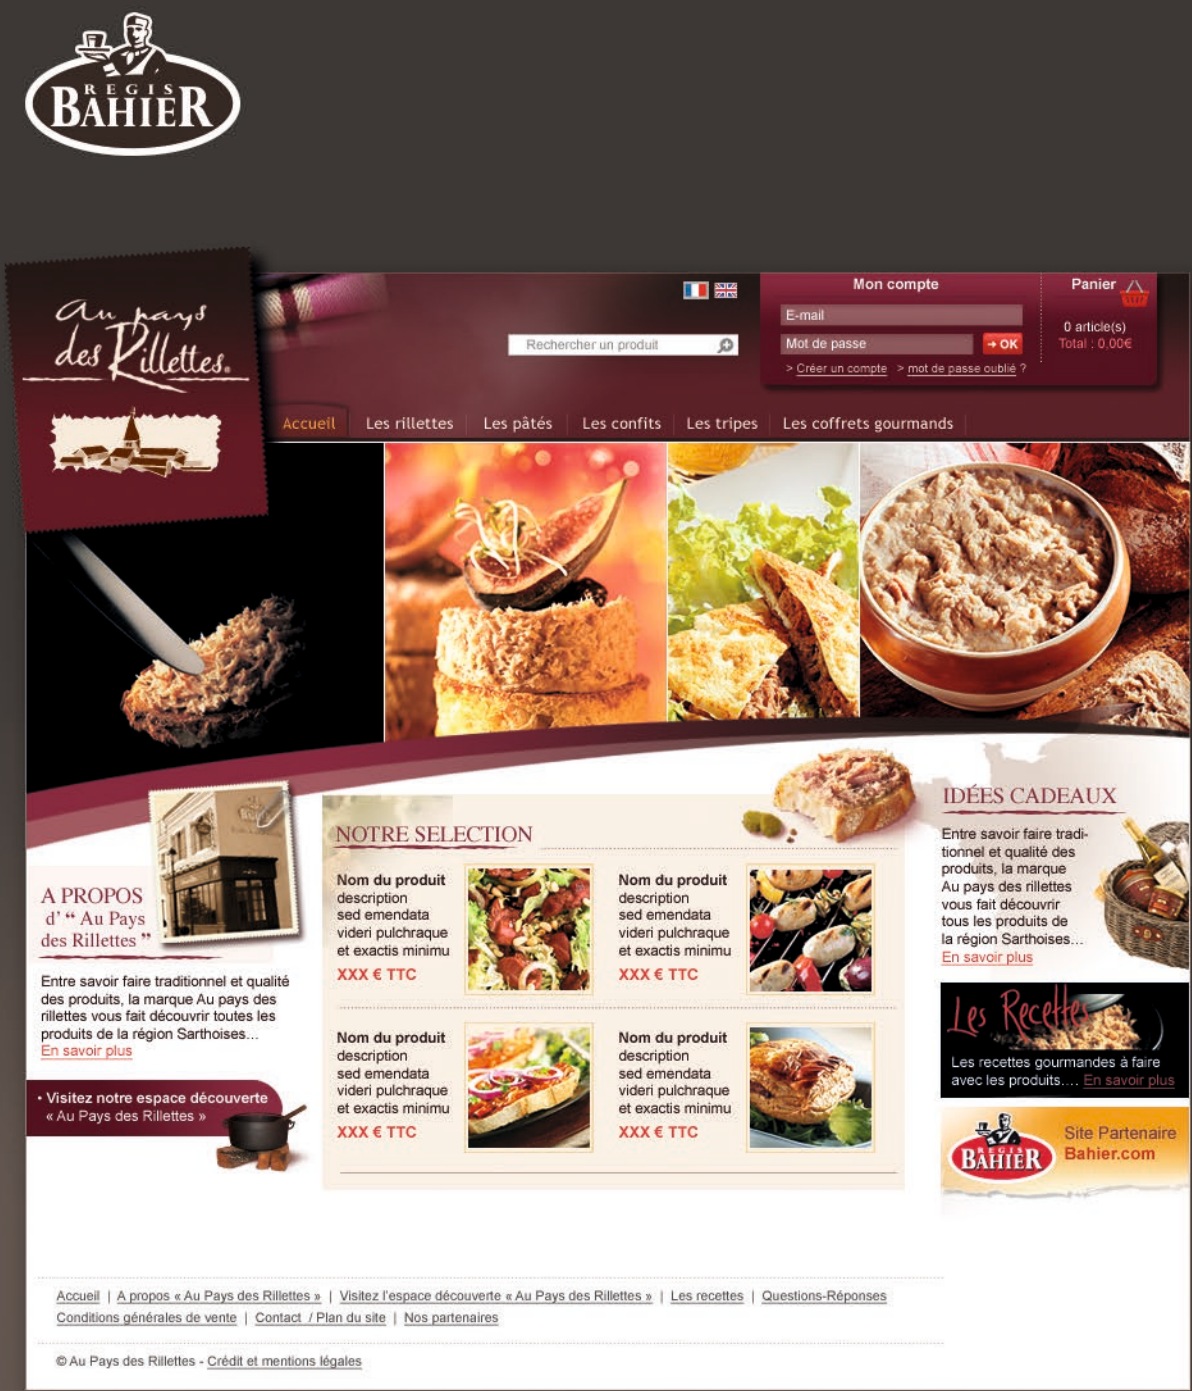 REGIS
BAHIER
Au pays
des Rillettes®
Mon compte
E-mail
Mot de passe
OK
> Créer un compte > mot de passe oublié ?
Panier
0 article(s)
Total : 0,00€
Rechercher un produit
Accueil
Les rillettes
Les pâtés
Les confits
Les tripes
Les coffrets gourmands
A PROPOS
d’ “ Au Pays
des Rillettes ”
Entre savoir faire traditionnel et qualité
des produits, la marque Au pays des
rillettes vous fait découvrir toutes les
produits de la région Sarthoises...
En savoir plus
• Visitez notre espace découverte
« Au Pays des Rillettes »
NOTRE SELECTION
Nom du produit
description
sed emendata
videri pulchraque
et exactis minimu
XXX € TTC
Nom du produit
description
sed emendata
videri pulchraque
et exactis minimu
XXX € TTC
Nom du produit
description
sed emendata
videri pulchraque
et exactis minimu
XXX € TTC
Nom du produit
description
sed emendata
videri pulchraque
et exactis minimu
XXX € TTC
IDÉES CADEAUX
Entre savoir faire tradi-
tionnel et qualité des
produits, la marque
Au pays des rillettes
vous fait découvrir
tous les produits de
la région Sarthoises...
En savoir plus
Les Recettes
Les recettes gourmandes à faire
avec les produits.... En savoir plus
REGIS
BAHIER
Site Partenaire
Bahier.com
Accueil | A propos « Au Pays des Rillettes » | Visitez l'espace découverte « Au Pays des Rillettes » | Les recettes | Questions-Réponses
Conditions générales de vente | Contact / Plan du site | Nos partenaires
© Au Pays des Rillettes - Crédit et mentions légales